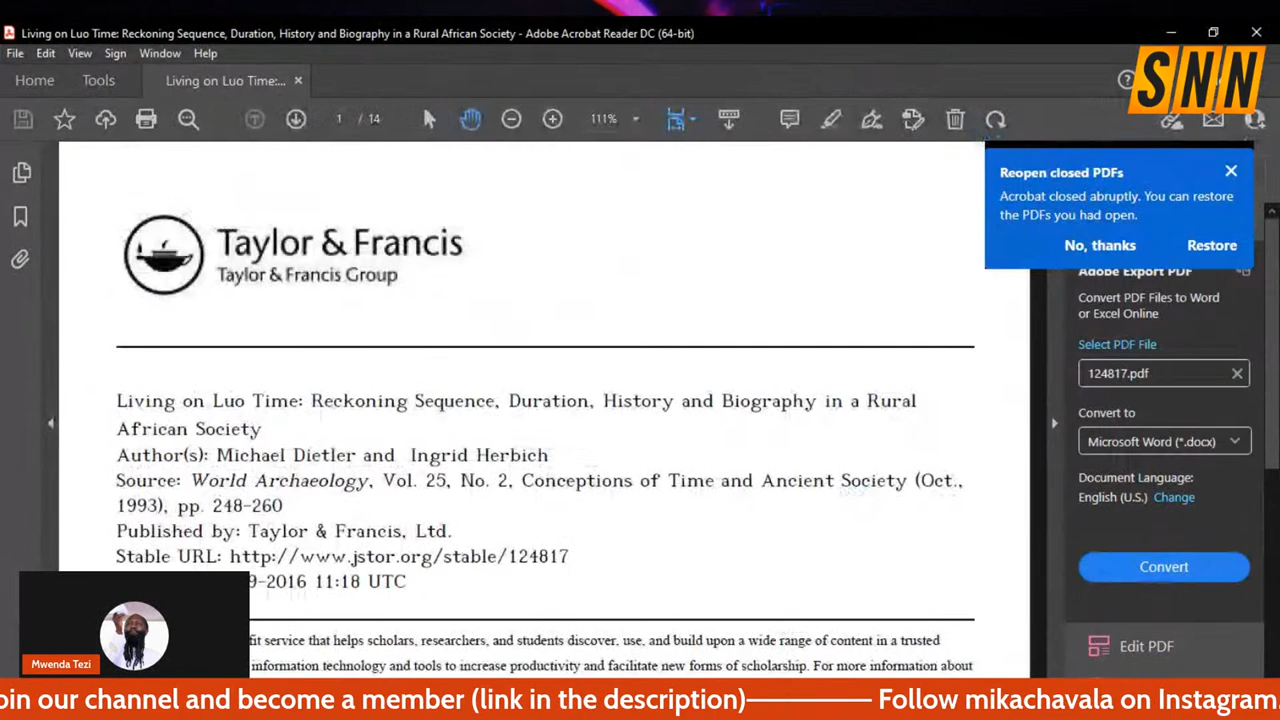 Living on Luo Time: Reckoning Sequence, Duration, History and Biography in a Rural African Society - Adobe Acrobat Reader DC (64-bit)
File Edit View Sign Window Help
Home Tools Living on Luo Time:...
SNN
1 / 14 111%
Reopen closed PDFs
Acrobat closed abruptly. You can restore
the PDFs you had open.
No, thanks Restore
Taylor & Francis
Taylor & Francis Group
Living on Luo Time: Reckoning Sequence, Duration, History and Biography in a Rural
African Society
Author(s): Michael Dietler and Ingrid Herbich
Source: World Archaeology, Vol. 25, No. 2, Conceptions of Time and Ancient Society (Oct.,
1993), pp. 248-260
Published by: Taylor & Francis, Ltd.
Stable URL: http://www.jstor.org/stable/124817
9-2016 11:18 UTC
fit service that helps scholars, researchers, and students discover, use, and build upon a wide range of content in a trusted
information technology and tools to increase productivity and facilitate new forms of scholarship. For more information about
Adobe Export PDF
Convert PDF Files to Word
or Excel Online
Select PDF File
124817.pdf
Convert to
Microsoft Word (*.docx)
Document Language:
English (U.S.) Change
Convert
Edit PDF
Mwenda Tezi
oin our channel and become a member (link in the description)———— Follow mikachavala on Instagram.